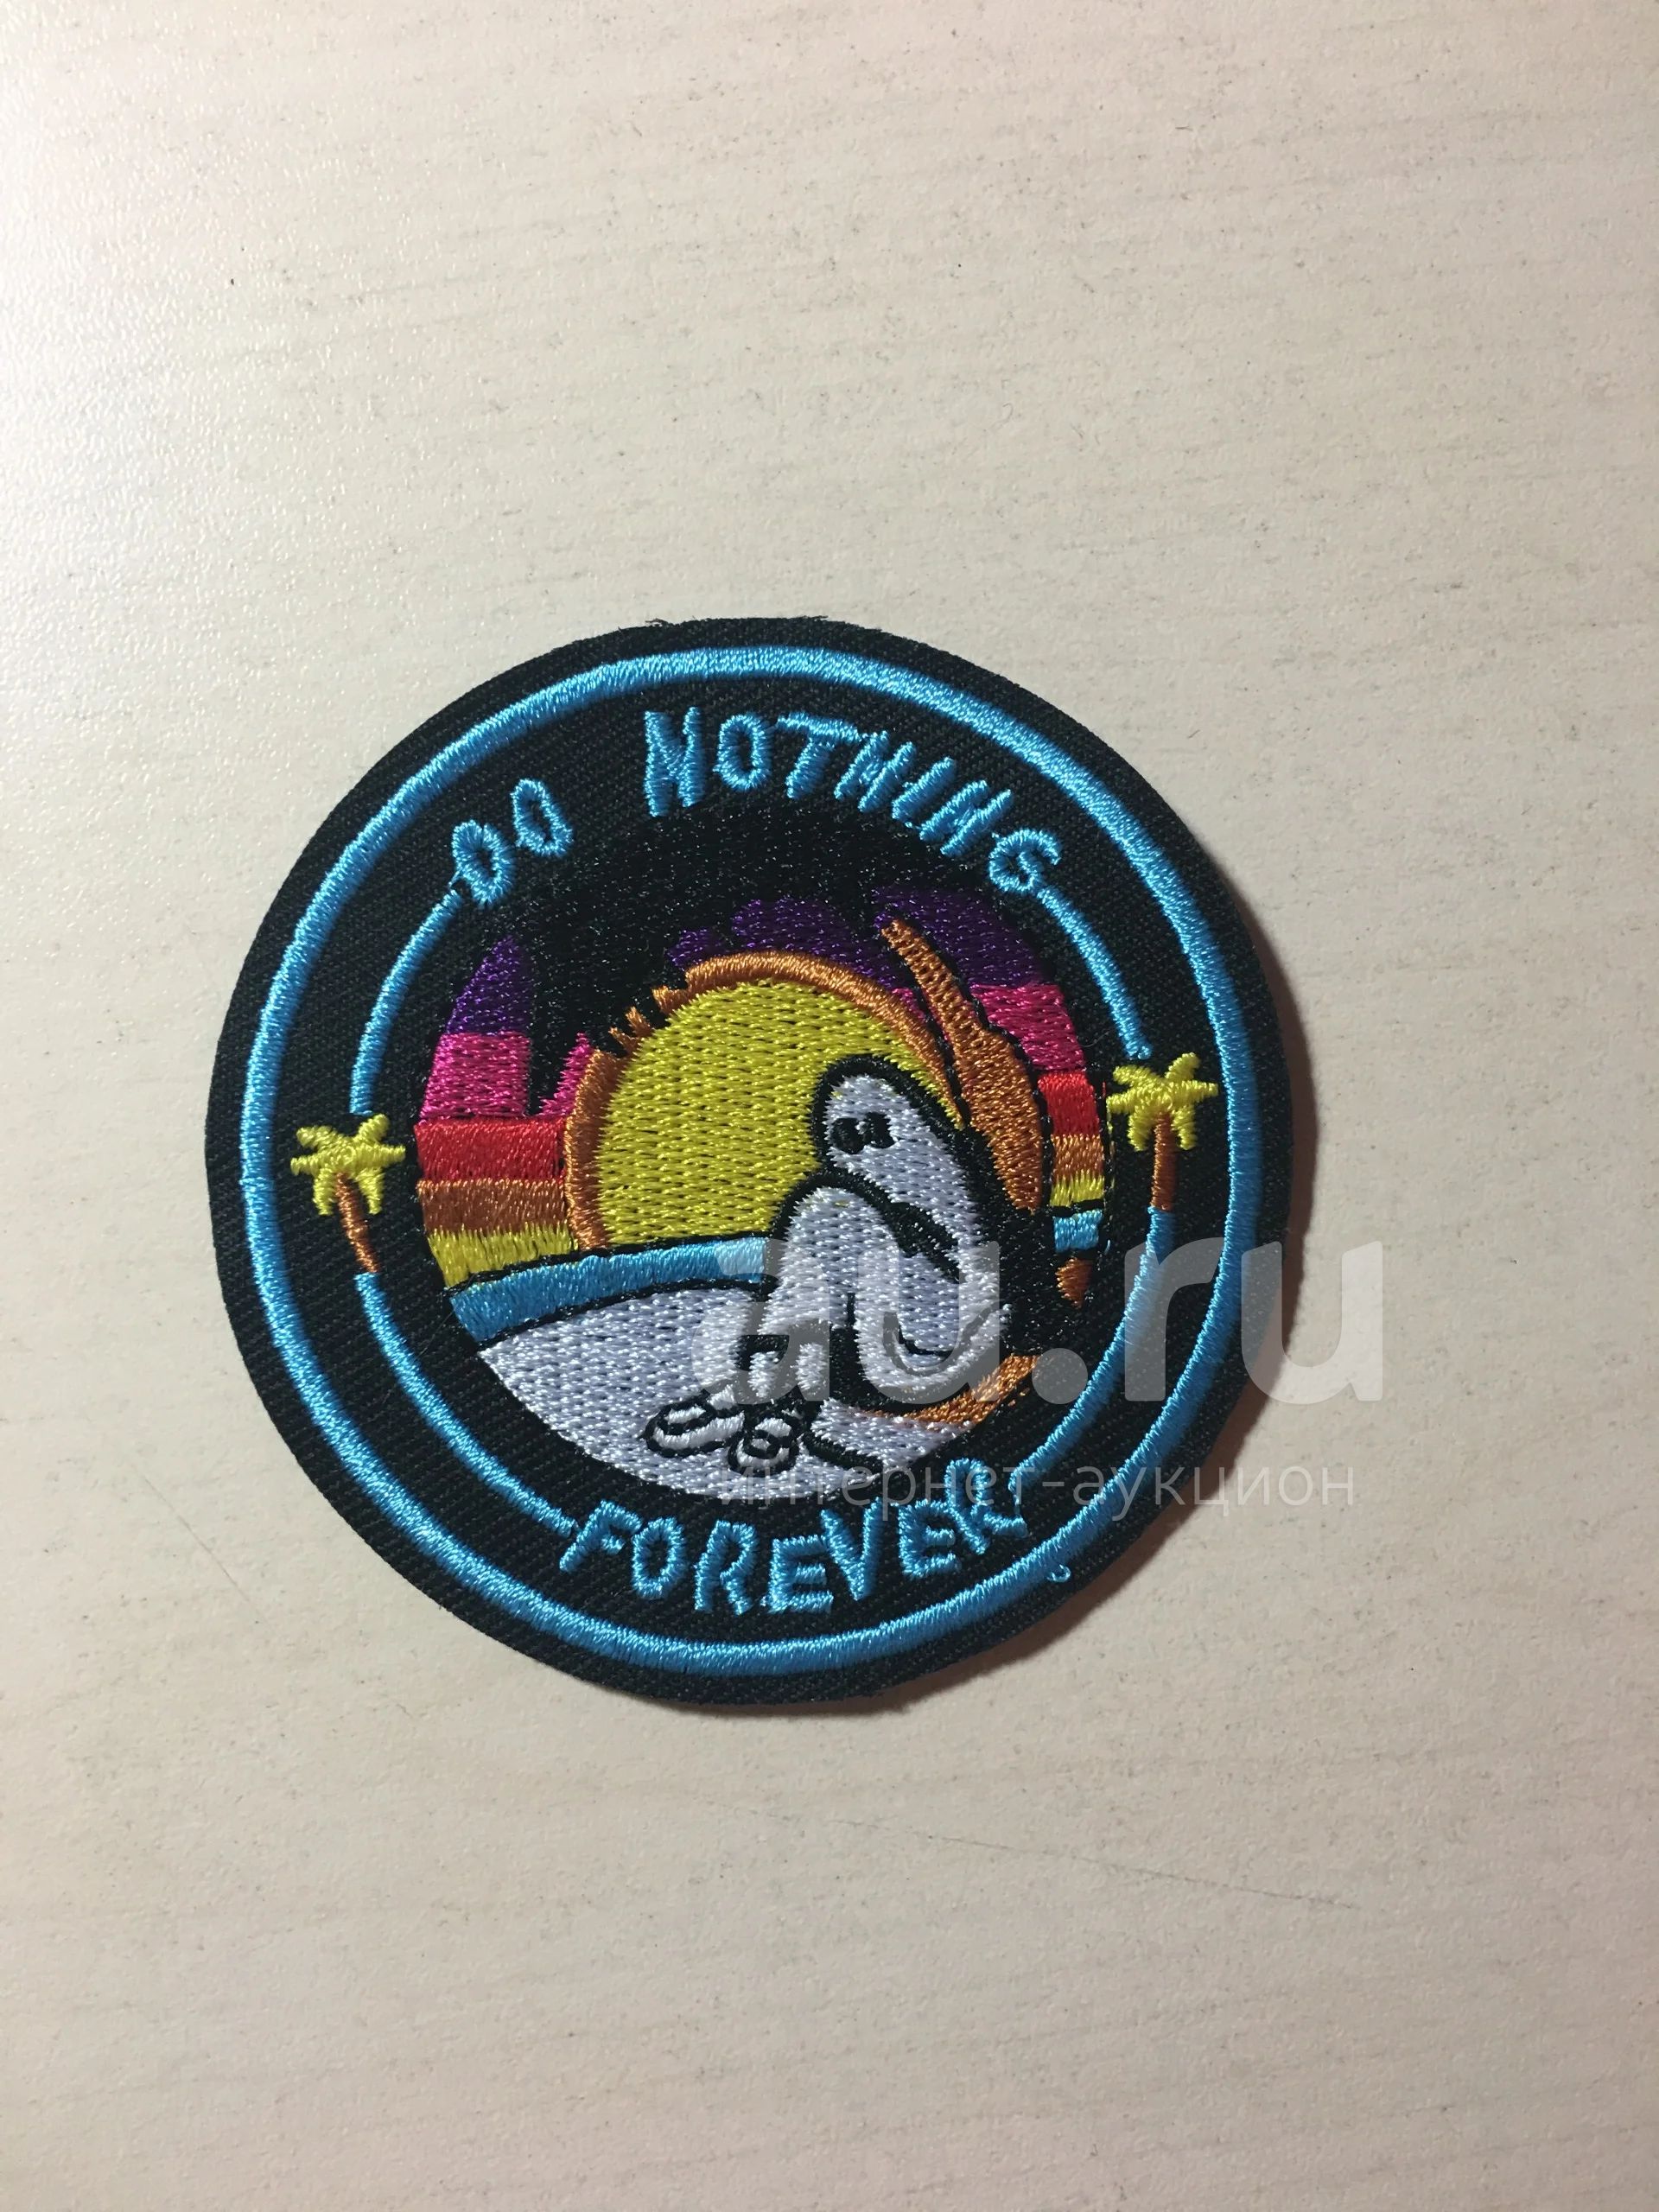 DO NOTHING
au.ru
интернет-аукцион
FOREVER!